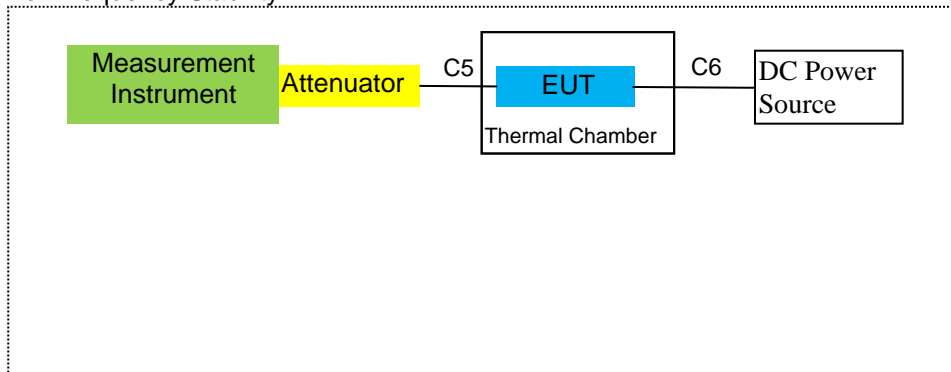 Measurement
Instrument
Attenuator
C5
EUT
Thermal Chamber
C6
DC Power
Source